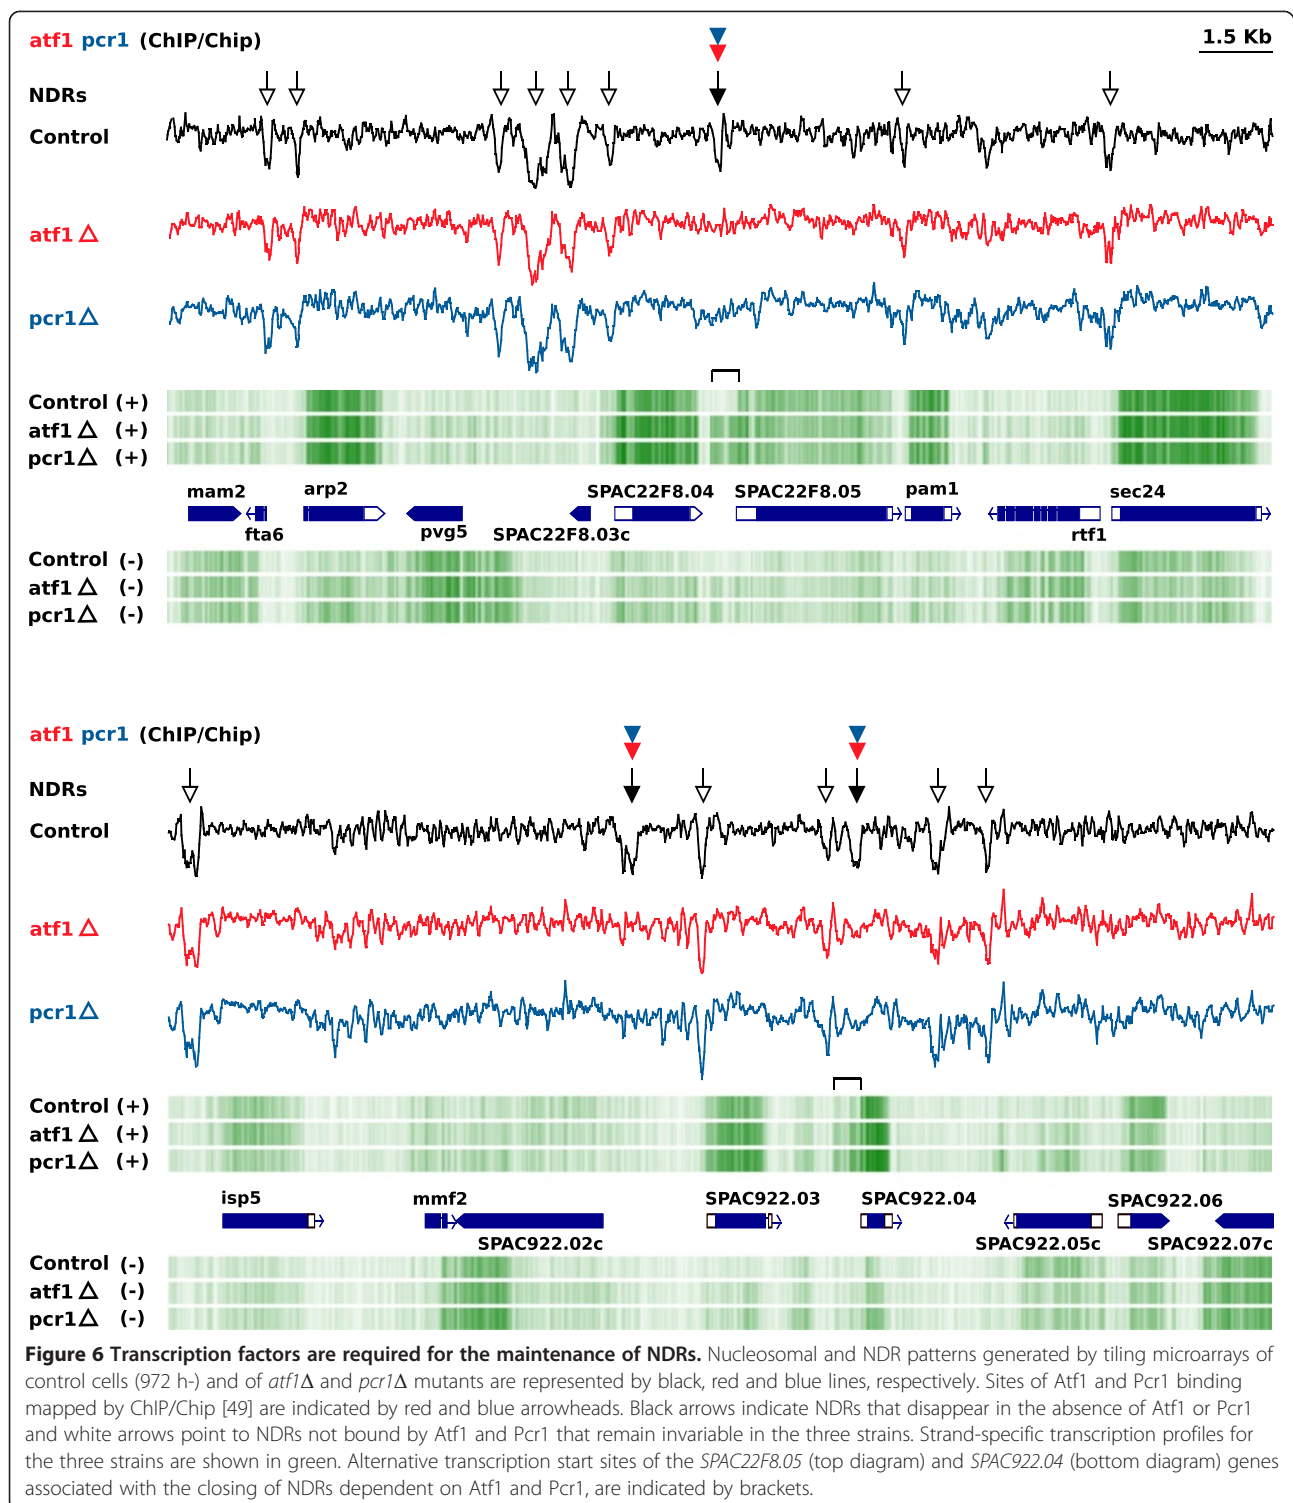 atf1 pcr1 (ChIP/Chip)
1.5 Kb
NDRs
Control
atf1 Δ
pcr1 Δ
Control (+)
atf1 Δ (+)
pcr1 Δ (+)
mam2 arp2 SPAC22F8.04 SPAC22F8.05 pam1 sec24
fta6 pvg5 SPAC22F8.03c rtf1
Control (-)
atf1 Δ (-)
pcr1 Δ (-)
atf1 pcr1 (ChIP/Chip)
NDRs
Control
atf1 Δ
pcr1 Δ
Control (+)
atf1 Δ (+)
pcr1 Δ (+)
isp5 mmf2 SPAC922.03 SPAC922.04 SPAC922.06
SPAC922.02c SPAC922.05c SPAC922.07c
Control (-)
atf1 Δ (-)
pcr1 Δ (-)
Figure 6 Transcription factors are required for the maintenance of NDRs. Nucleosomal and NDR patterns generated by tiling microarrays of
control cells (972 h-) and of atf1Δ and pcr1Δ mutants are represented by black, red and blue lines, respectively. Sites of Atf1 and Pcr1 binding
mapped by ChIP/Chip [49] are indicated by red and blue arrowheads. Black arrows indicate NDRs that disappear in the absence of Atf1 or Pcr1
and white arrows point to NDRs not bound by Atf1 and Pcr1 that remain invariable in the three strains. Strand-specific transcription profiles for
the three strains are shown in green. Alternative transcription start sites of the SPAC22F8.05 (top diagram) and SPAC922.04 (bottom diagram) genes
associated with the closing of NDRs dependent on Atf1 and Pcr1, are indicated by brackets.